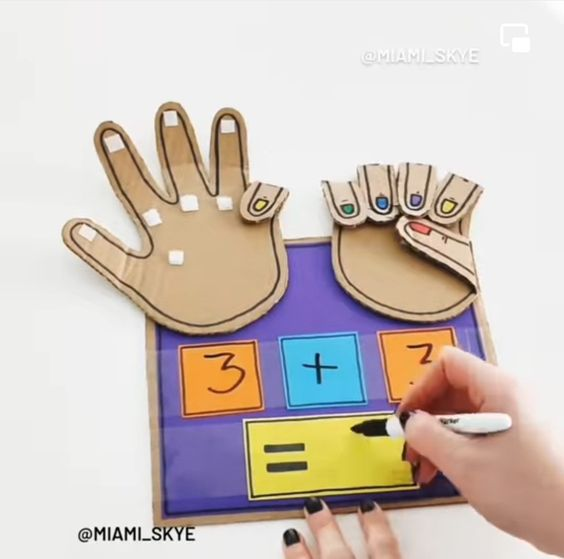 @MIAMI_SKYE
3 + 3
=
@MIAMI_SKYE